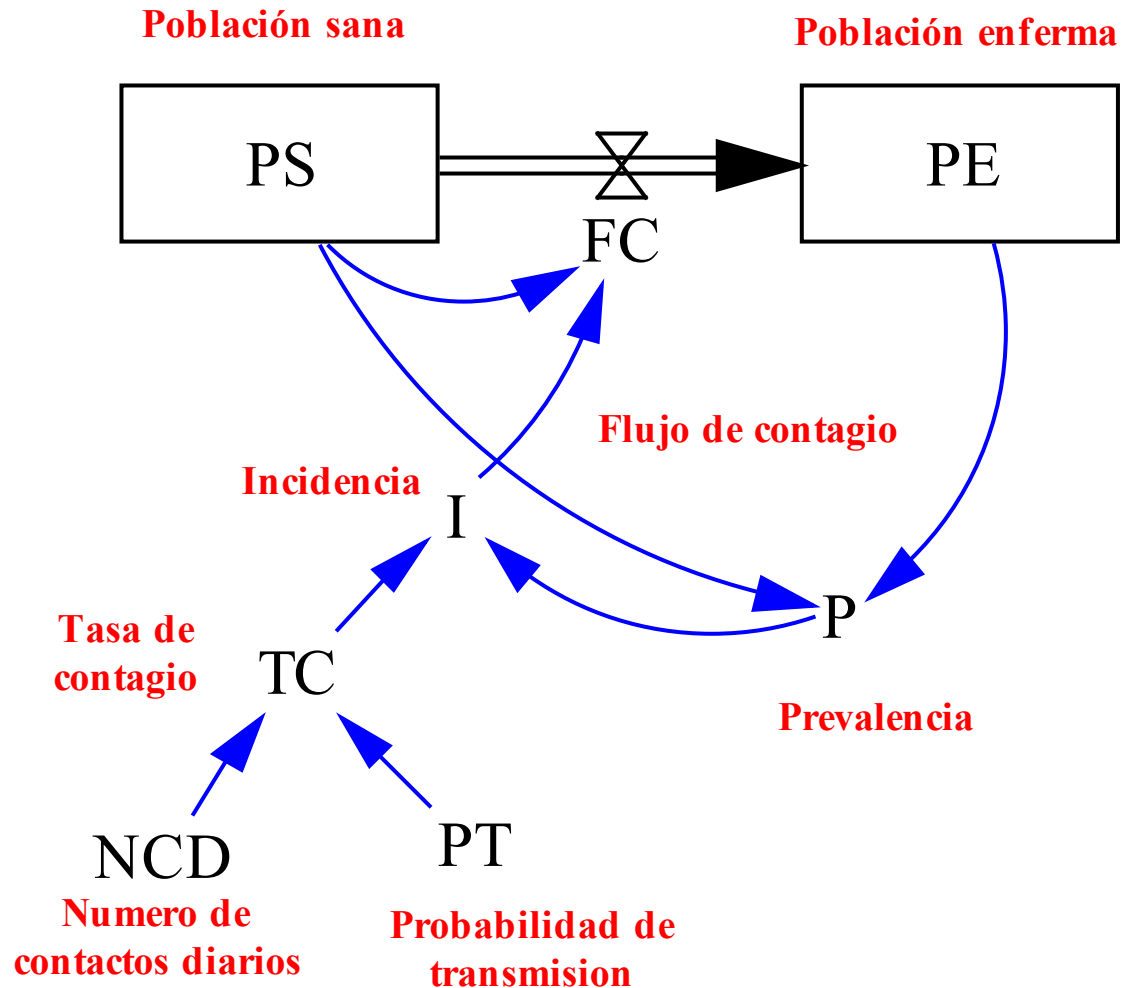 Población sana
Población enferma
PS
PE
FC
Flujo de contagio
Incidencia
I
P
Tasa de
contagio
TC
Prevalencia
NCD
PT
Numero de
contactos diarios
Probabilidad de
transmision